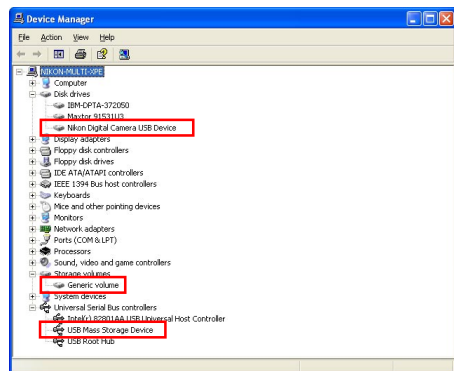 Device Manager
File Action View Help
NIKON-MULTI-XPE
Computer
Disk drives
IBM-DPTA-372050
Maxtor 91531U3
Nikon Digital Camera USB Device
Display adapters
Floppy disk controllers
Floppy disk drives
IDE ATA/ATAPI controllers
IEEE 1394 Bus host controllers
Keyboards
Mice and other pointing devices
Monitors
Network adapters
Ports (COM & LPT)
Processors
Sound, video and game controllers
Storage volumes
Generic volume
System devices
Universal Serial Bus controllers
Intel(r) 82801AA USB Universal Host Controller
USB Mass Storage Device
USB Root Hub